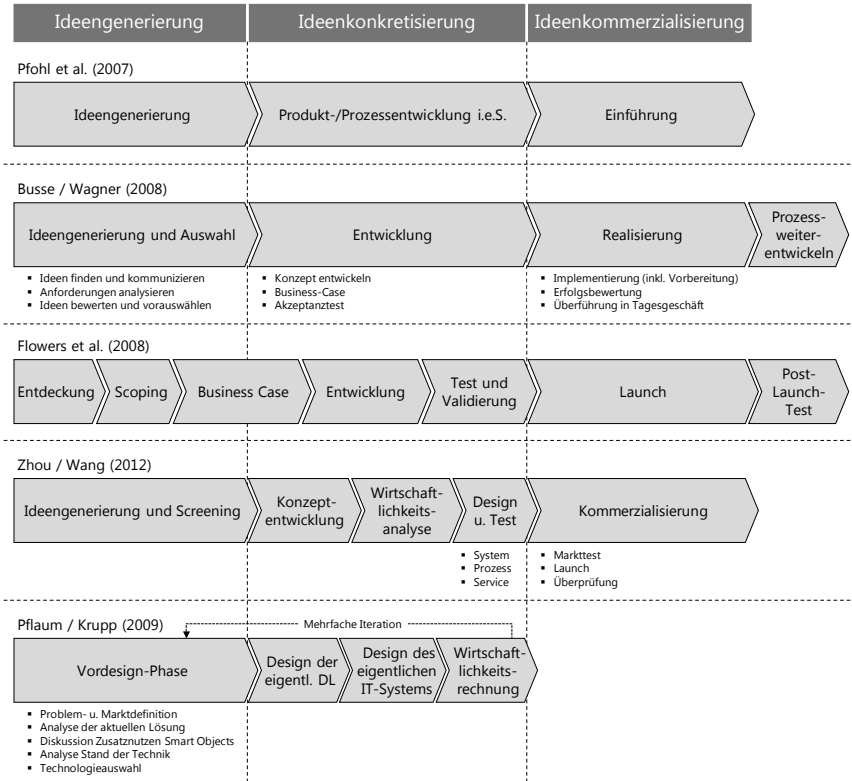 Ideengenerierung
Ideenkonkretisierung
Ideenkommerzialisierung
Pfohl et al. (2007)
Ideengenerierung
Produkt-/Prozessentwicklung i.e.S.
Einführung
Busse / Wagner (2008)
Ideengenerierung und Auswahl
Entwicklung
Realisierung
Prozess-
weiter-
entwickeln
▪ Ideen finden und kommunizieren
▪ Anforderungen analysieren
▪ Ideen bewerten und vorauswählen
▪ Konzept entwickeln
▪ Business-Case
▪ Akzeptanztest
▪ Implementierung (inkl. Vorbereitung)
▪ Erfolgsbewertung
▪ Überführung in Tagesgeschäft
Flowers et al. (2008)
Entdeckung
Scoping
Business Case
Entwicklung
Test und
Validierung
Launch
Post-
Launch-
Test
Zhou / Wang (2012)
Ideengenerierung und Screening
Konzept-
entwicklung
Wirtschaft-
lichkeits-
analyse
Design
u. Test
Kommerzialisierung
▪ System
▪ Prozess
▪ Service
▪ Markttest
▪ Launch
▪ Überprüfung
Pflaum / Krupp (2009)
Mehrfache Iteration
Vordesign-Phase
Design der
eigentl. DL
Design des
eigentlichen
IT-Systems
Wirtschaft-
lichkeits-
rechnung
▪ Problem- u. Marktdefinition
▪ Analyse der aktuellen Lösung
▪ Diskussion Zusatznutzen Smart Objects
▪ Analyse Stand der Technik
▪ Technologieauswahl